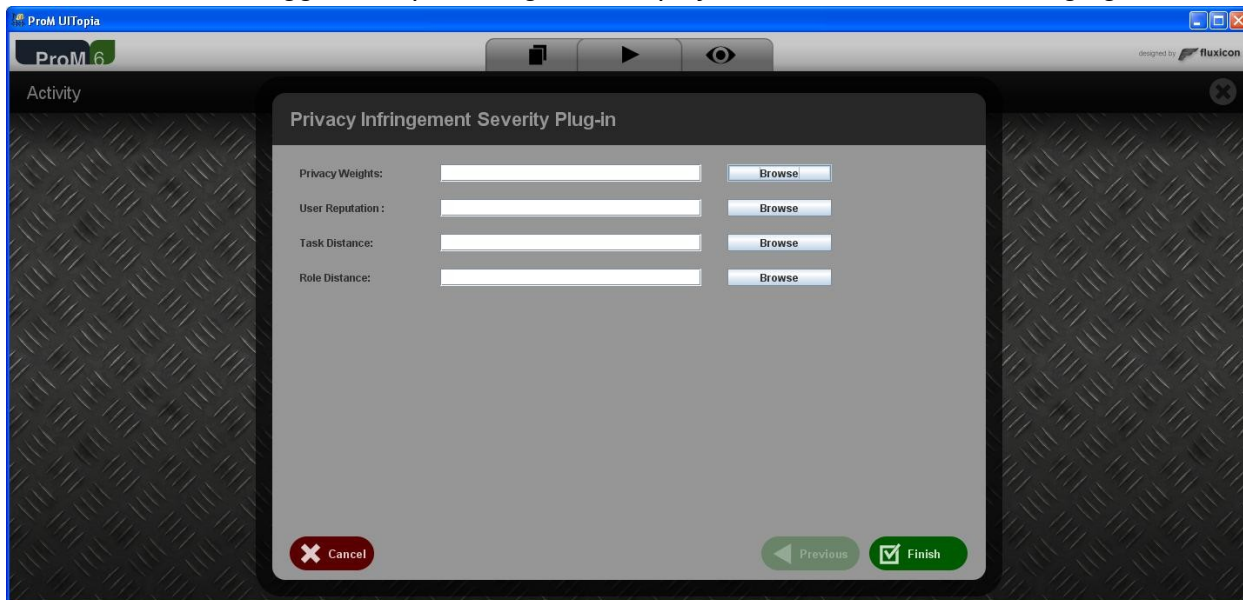 ProM UITopia
ProM 6
designed by fluxicon
Activity
Privacy Infringement Severity Plug-in
Privacy Weights: Browse
User Reputation : Browse
Task Distance: Browse
Role Distance: Browse
Cancel Previous Finish